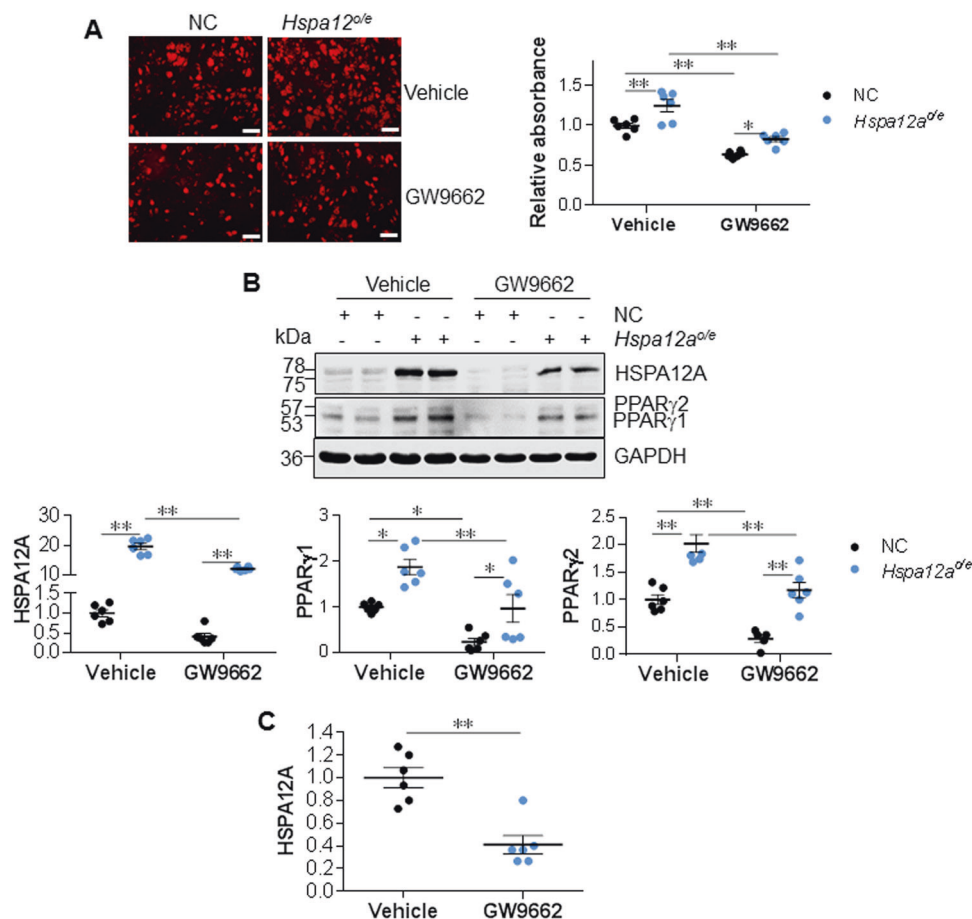 A
NC Hspa12^o/e
Vehicle
GW9662
Relative absorbance
1.5
1.0
0.5
0.0
** ** ** *
Vehicle GW9662
NC
Hspa12a^o/e
B
Vehicle GW9662
+ + - - + + - - NC
- - + + - - + + Hspa12a^o/e
kDa
78
75
HSPA12A
57
53
PPARγ2
PPARγ1
36
GAPDH
HSPA12A
30
20
10
1.5
1.0
0.5
0.0
** ** **
Vehicle GW9662
PPARγ1
3
2
1
0
* * ** *
Vehicle GW9662
PPARγ2
2.5
2.0
1.5
1.0
0.5
0.0
** ** ** **
Vehicle GW9662
NC
Hspa12a^o/e
C
HSPA12A
1.4
1.2
1.0
0.8
0.6
0.4
0.2
0.0
**
Vehicle GW9662